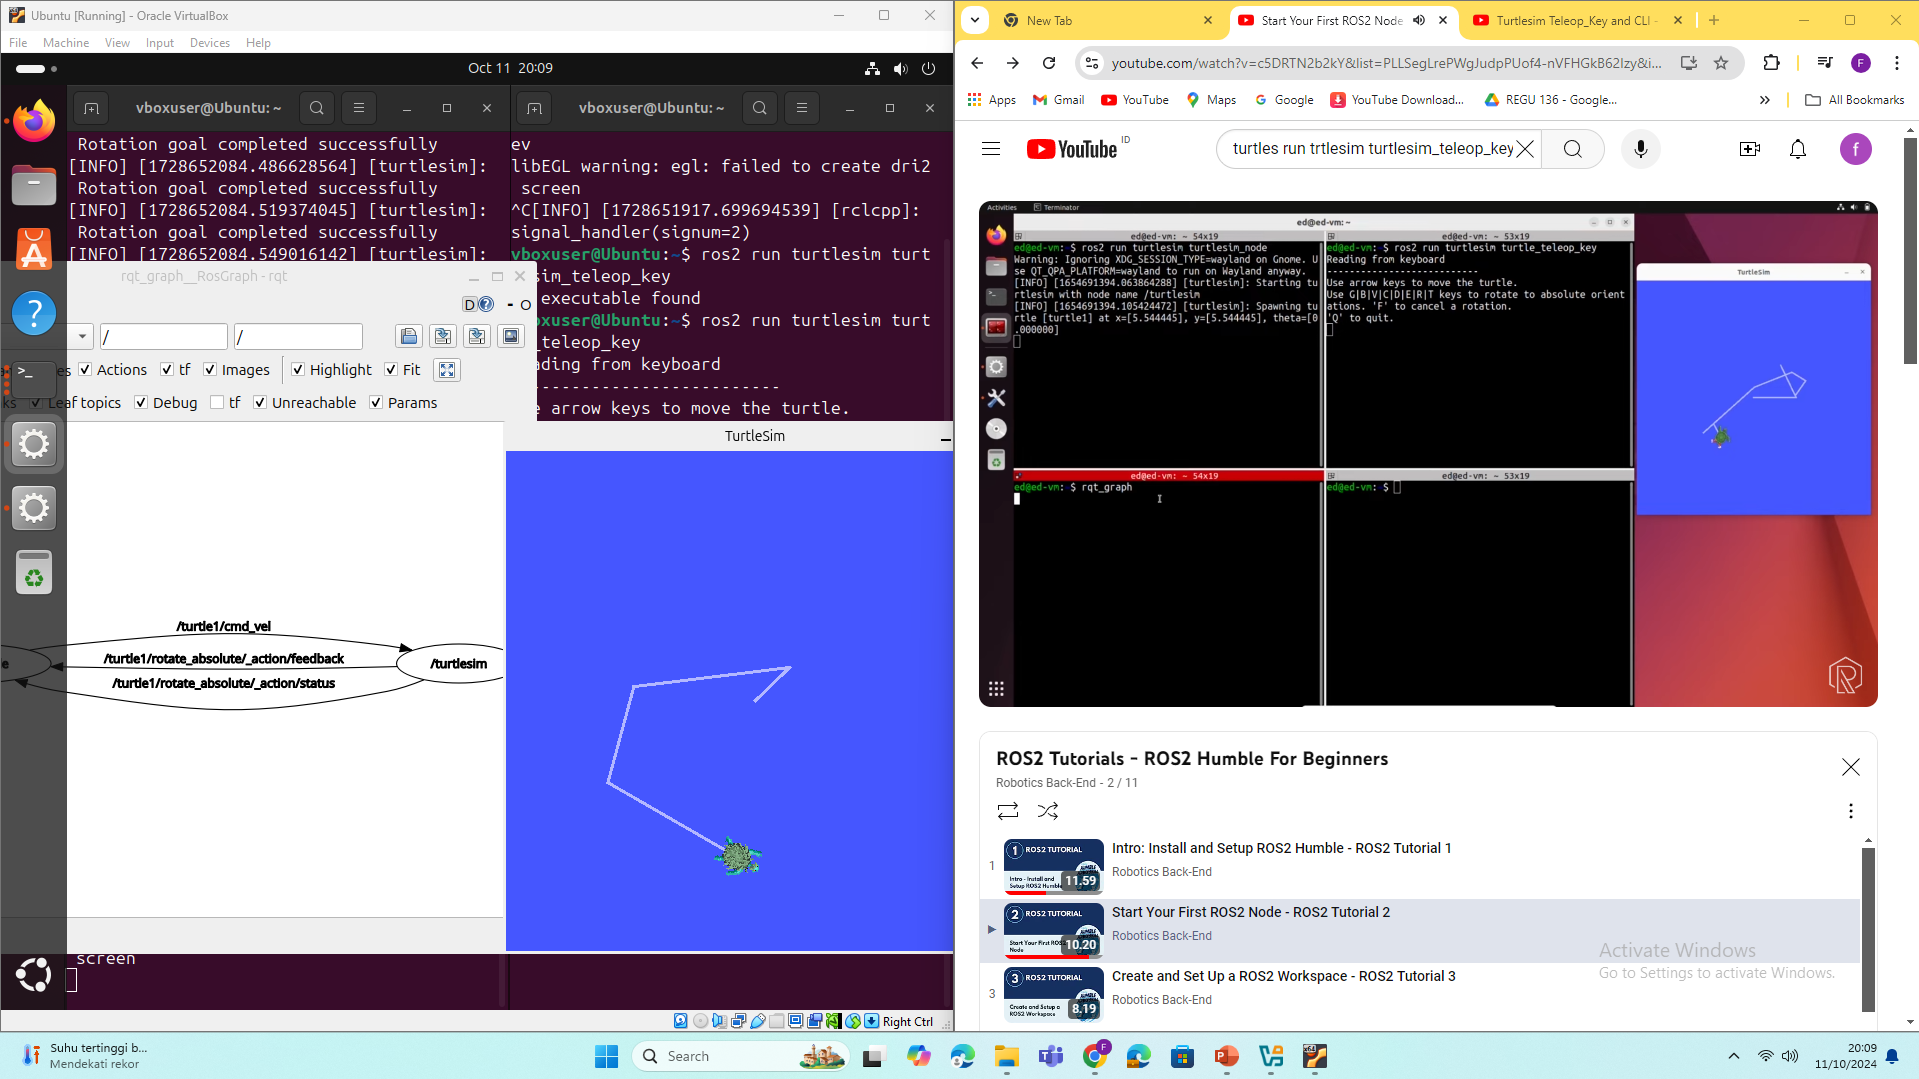 Ubuntu [Running] - Oracle VirtualBox
File Machine View Input Devices Help
Oct 11 20:09
vboxuser@Ubuntu: ~
Rotation goal completed successfully
[INFO] [1728652084.486628564] [turtlesim]:
Rotation goal completed successfully
[INFO] [1728652084.519374045] [turtlesim]:
Rotation goal completed successfully
[INFO] [1728652084.549016142] [turtlesim]:
vboxuser@Ubuntu: ~
ev
libEGL warning: egl: failed to create dri2
screen
^C[INFO] [1728651917.699694539] [rclcpp]:
signal_handler(signum=2)
vboxuser@Ubuntu:~$ ros2 run turtlesim turt
sim_teleop_key
executable found
oxuser@Ubuntu:~$ ros2 run turtlesim turt
_teleop_key
ding from keyboard
---------------------------
e arrow keys to move the turtle.
rqt_graph__RosGraph - rqt
D - O
/ /
es Actions tf Images Highlight Fit
ks Leaf topics Debug tf Unreachable Params
/turtle1/cmd_vel
/turtle1/rotate_absolute/_action/feedback
/turtle1/rotate_absolute/_action/status
e
/turtlesim
TurtleSim
screen
Right Ctrl
New Tab
Start Your First ROS2 Node
Turtlesim Teleop_Key and CLI -
youtube.com/watch?v=c5DRTN2b2kY&list=PLLSegLrePWgJudpPUof4-nVFHGkB62Izy&i...
F
Apps Gmail YouTube Maps Google YouTube Download... REGU 136 - Google... » All Bookmarks
YouTube ID
turtles run trtlesim turtlesim_teleop_key
f
Activities Terminator
ed@ed-vm: ~
ed@ed-vm: ~ 54x19
ed@ed-vm: $ ros2 run turtlesim turtlesim_node
Warning: Ignoring XDG_SESSION_TYPE=wayland on Gnome. U
se QT_QPA_PLATFORM=wayland to run on Wayland anyway.
[INFO] [1654691394.063864288] [turtlesim]: Starting tu
rtlesim with node name /turtlesim
[INFO] [1654691394.105424472] [turtlesim]: Spawning tu
rtle [turtle1] at x=[5.544445], y=[5.544445], theta=[0
.000000]
ed@ed-vm: ~ 53x19
ed@ed-vm: $ ros2 run turtlesim turtle_teleop_key
Reading from keyboard
---------------------------
Use arrow keys to move the turtle.
Use G|B|V|C|D|E|R|T keys to rotate to absolute orient
ations. 'F' to cancel a rotation.
'Q' to quit.
TurtleSim
ed@ed-vm: ~ 54x19
ed@ed-vm: $ rqt_graph
ed@ed-vm: ~ 53x19
ed@ed-vm: $
ROS2 Tutorials - ROS2 Humble For Beginners
Robotics Back-End - 2 / 11
1
1 ROS2 TUTORIAL
Intro - Install and
Setup ROS2 Humble
11.59
Intro: Install and Setup ROS2 Humble - ROS2 Tutorial 1
Robotics Back-End
2 ROS2 TUTORIAL
Start Your First ROS2
Node
10.20
Start Your First ROS2 Node - ROS2 Tutorial 2
Robotics Back-End
3
3 ROS2 TUTORIAL
Create and Setup a
ROS2 Workspace
8.19
Create and Set Up a ROS2 Workspace - ROS2 Tutorial 3
Robotics Back-End
Activate Windows
Go to Settings to activate Windows.
Suhu tertinggi b...
Mendekati rekor
Search
20:09
11/10/2024